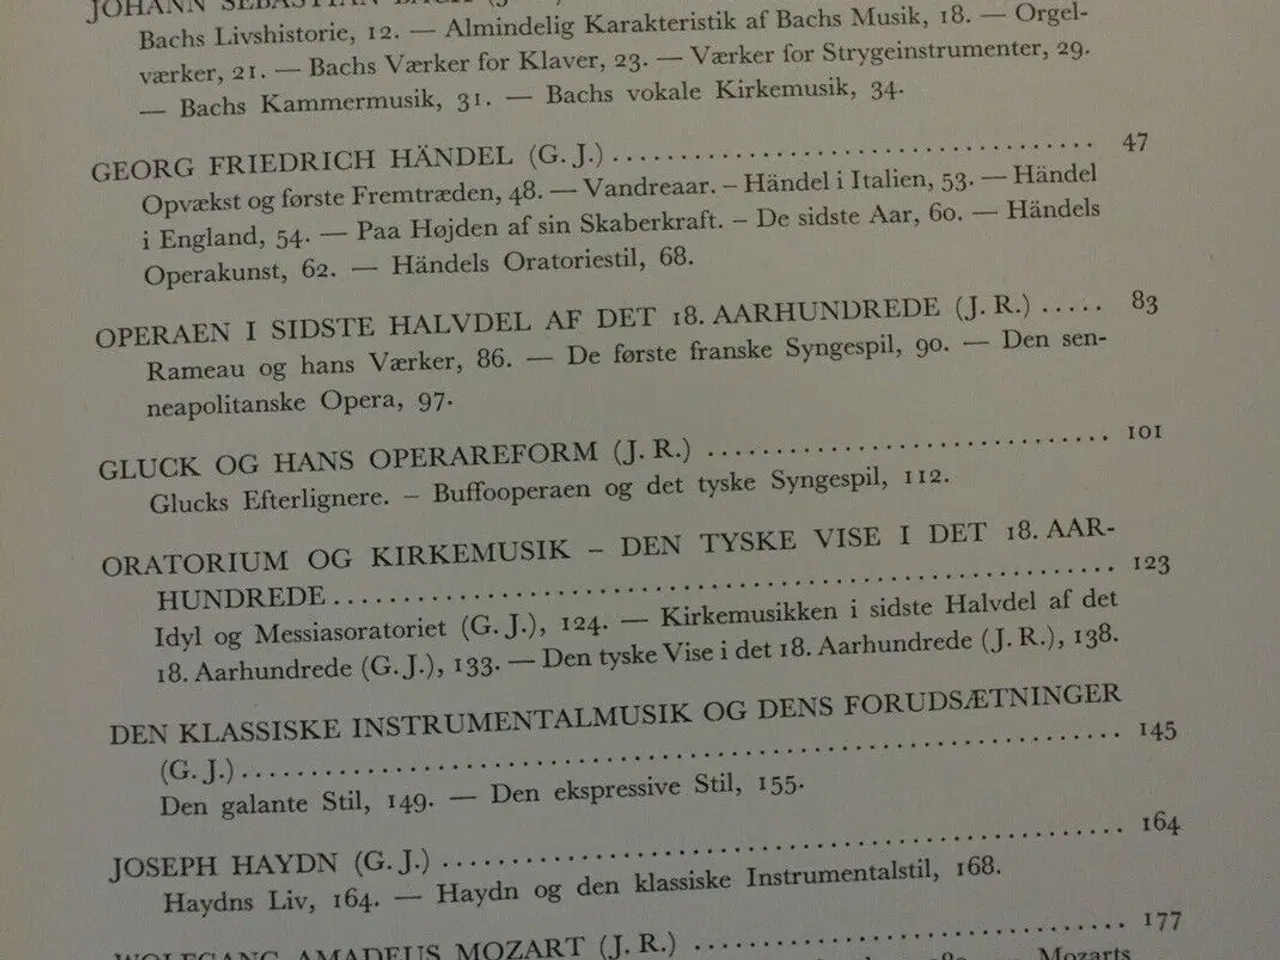 JOHANN SEBASTIAN BACH
Bachs Livshistorie, 12. — Almindelig Karakteristik af Bachs Musik, 18. — Orgel-
værker, 21. — Bachs Værker for Klaver, 23. — Værker for Strygeinstrumenter, 29.
— Bachs Kammermusik, 31. — Bachs vokale Kirkemusik, 34.
GEORG FRIEDRICH HÄNDEL (G. J.) .................................... 47
Opvækst og første Fremtræden, 48. — Vandreaar. – Händel i Italien, 53. — Händel
i England, 54. — Paa Højden af sin Skaberkraft. – De sidste Aar, 60. — Händels
Operakunst, 62. — Händels Oratoriestil, 68.
OPERAEN I SIDSTE HALVDEL AF DET 18. AARHUNDREDE (J. R.) ..... 83
Rameau og hans Værker, 86. — De første franske Syngespil, 90. — Den sen-
neapolitanske Opera, 97.
GLUCK OG HANS OPERAREFORM (J. R.) .............................. 101
Glucks Efterlignere. – Buffooperaen og det tyske Syngespil, 112.
ORATORIUM OG KIRKEMUSIK – DEN TYSKE VISE I DET 18. AAR-
HUNDREDE .......................................................... 123
Idyl og Messiasoratoriet (G. J.), 124. — Kirkemusikken i sidste Halvdel af det
18. Aarhundrede (G. J.), 133. — Den tyske Vise i det 18. Aarhundrede (J. R.), 138.
DEN KLASSISKE INSTRUMENTALMUSIK OG DENS FORUDSÆTNINGER
(G. J.) ................................................................ 145
Den galante Stil, 149. — Den ekspressive Stil, 155.
JOSEPH HAYDN (G. J.) .................................................. 164
Haydns Liv, 164. — Haydn og den klassiske Instrumentalstil, 168.
WOLFGANG AMADEUS MOZART (J. R.) ................................ 177
Mozarts